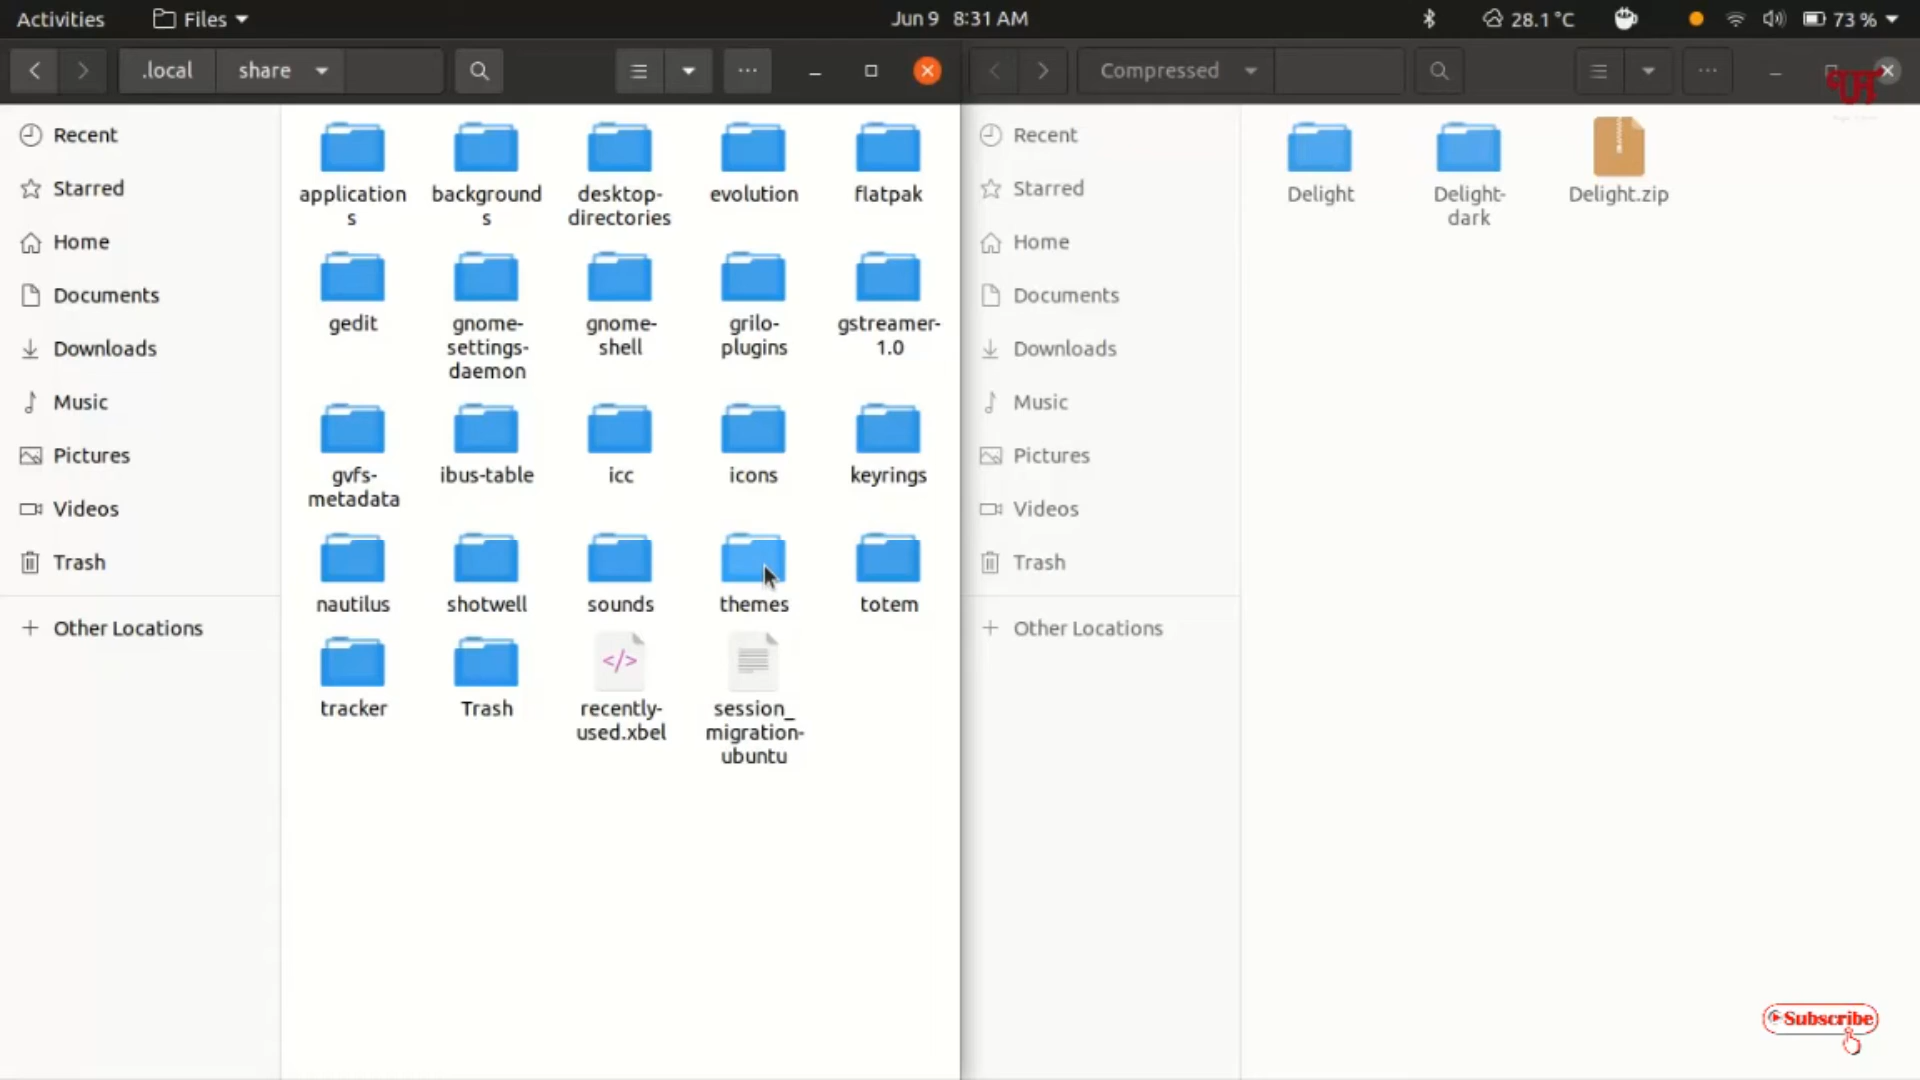 Activities
Files
Jun 9 8:31 AM
28.1 °C
73 %
.local
share
Compressed
UT
Recent
Starred
Home
Documents
Downloads
Music
Pictures
Videos
Trash
Other Locations
application
s
background
s
desktop-
directories
evolution
flatpak
gedit
gnome-
settings-
daemon
gnome-
shell
grilo-
plugins
gstreamer-
1.0
gvfs-
metadata
ibus-table
icc
icons
keyrings
nautilus
shotwell
sounds
themes
totem
tracker
Trash
</>
recently-
used.xbel
session_
migration-
ubuntu
Recent
Starred
Home
Documents
Downloads
Music
Pictures
Videos
Trash
Other Locations
Delight
Delight-
dark
Delight.zip
Subscribe